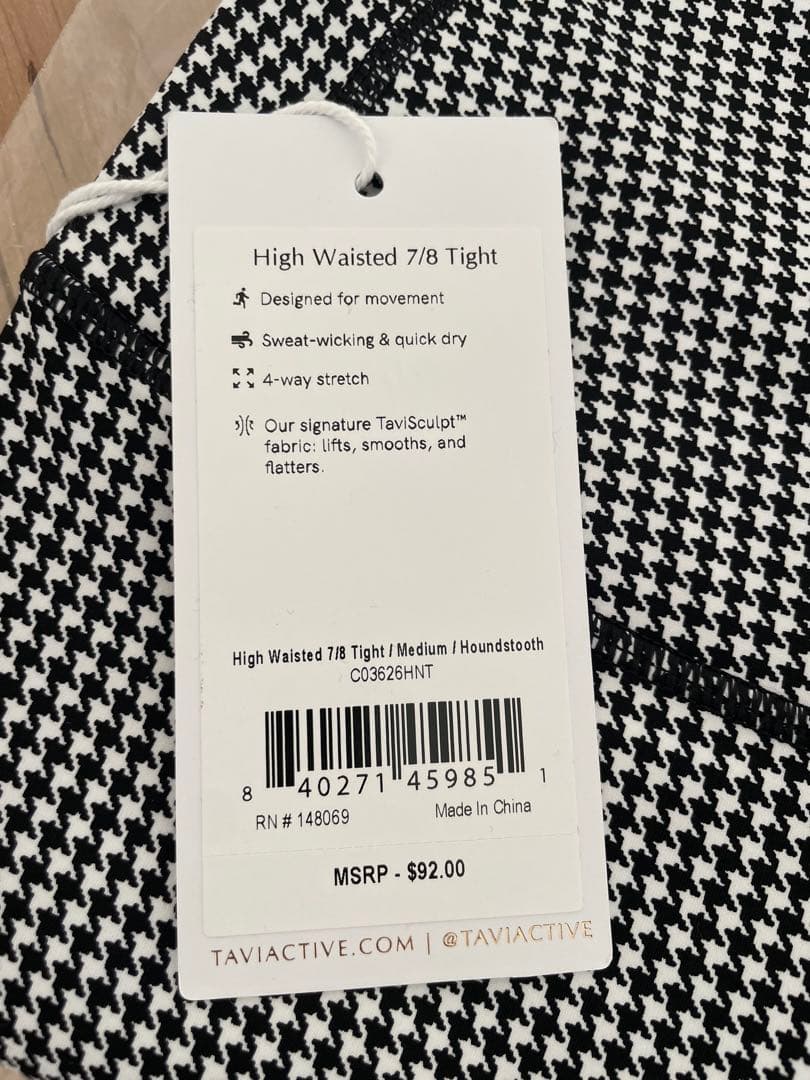 High Waisted 7/8 Tight
Designed for movement
Sweat-wicking & quick dry
4-way stretch
Our signature TaviSculpt™
fabric: lifts, smooths, and
flatters.
High Waisted 7/8 Tight / Medium / Houndstooth
C03626HNT
8 40271 45985 1
RN # 148069 Made In China
MSRP - $92.00
TAVIACTIVE.COM | @TAVIACTIVE